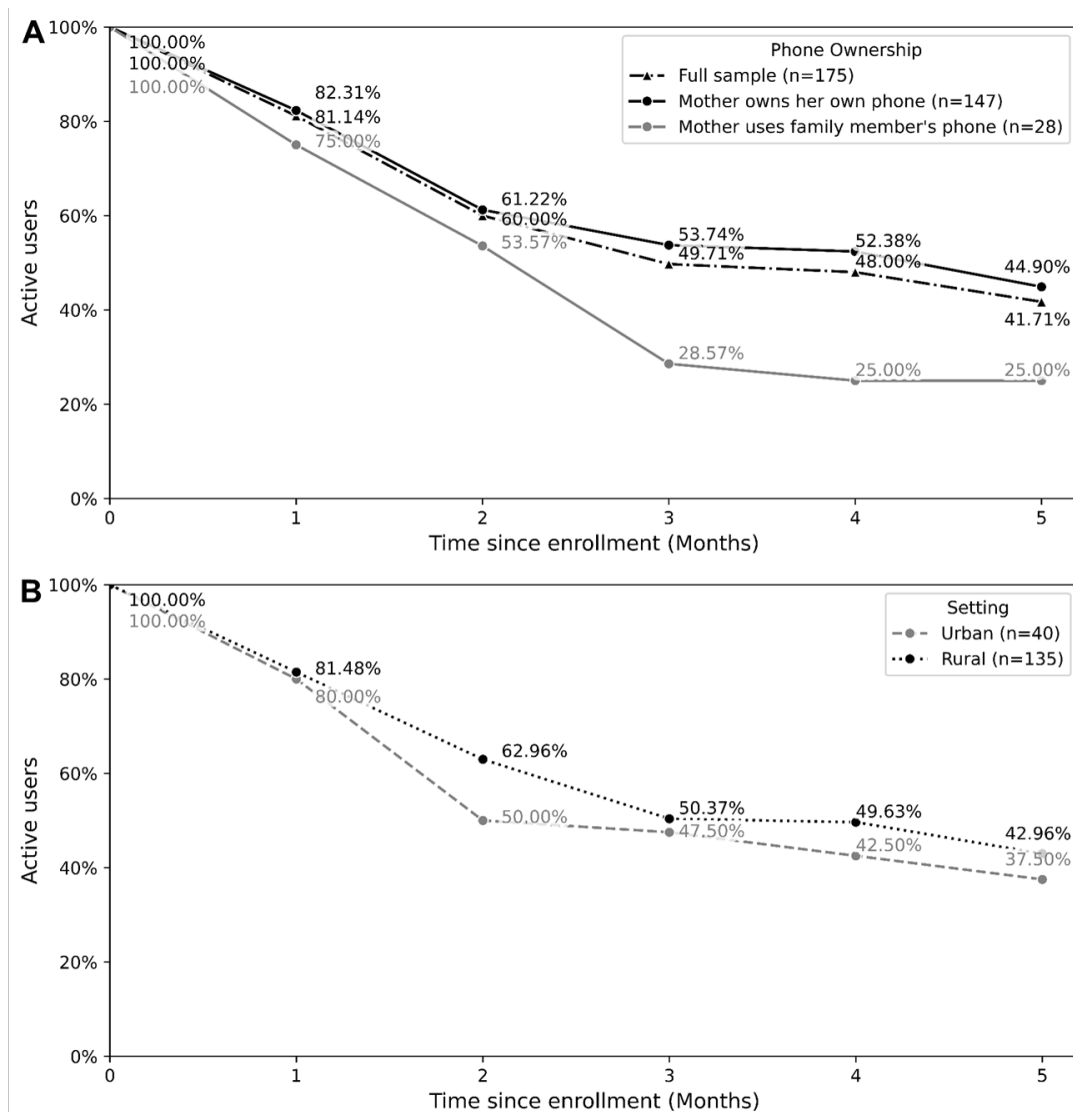 A
100%
80%
60%
40%
20%
0%
Active users
Phone Ownership
Full sample (n=175)
Mother owns her own phone (n=147)
Mother uses family member's phone (n=28)
100.00%
100.00%
100.00%
82.31%
81.14%
75.00%
61.22%
60.00%
53.57%
53.74%
49.71%
28.57%
52.38%
48.00%
25.00%
44.90%
41.71%
25.00%
0 1 2 3 4 5
Time since enrollment (Months)
B
100%
80%
60%
40%
20%
0%
Active users
Setting
Urban (n=40)
Rural (n=135)
100.00%
100.00%
81.48%
80.00%
62.96%
50.00%
50.37%
47.50%
49.63%
42.50%
42.96%
37.50%
0 1 2 3 4 5
Time since enrollment (Months)